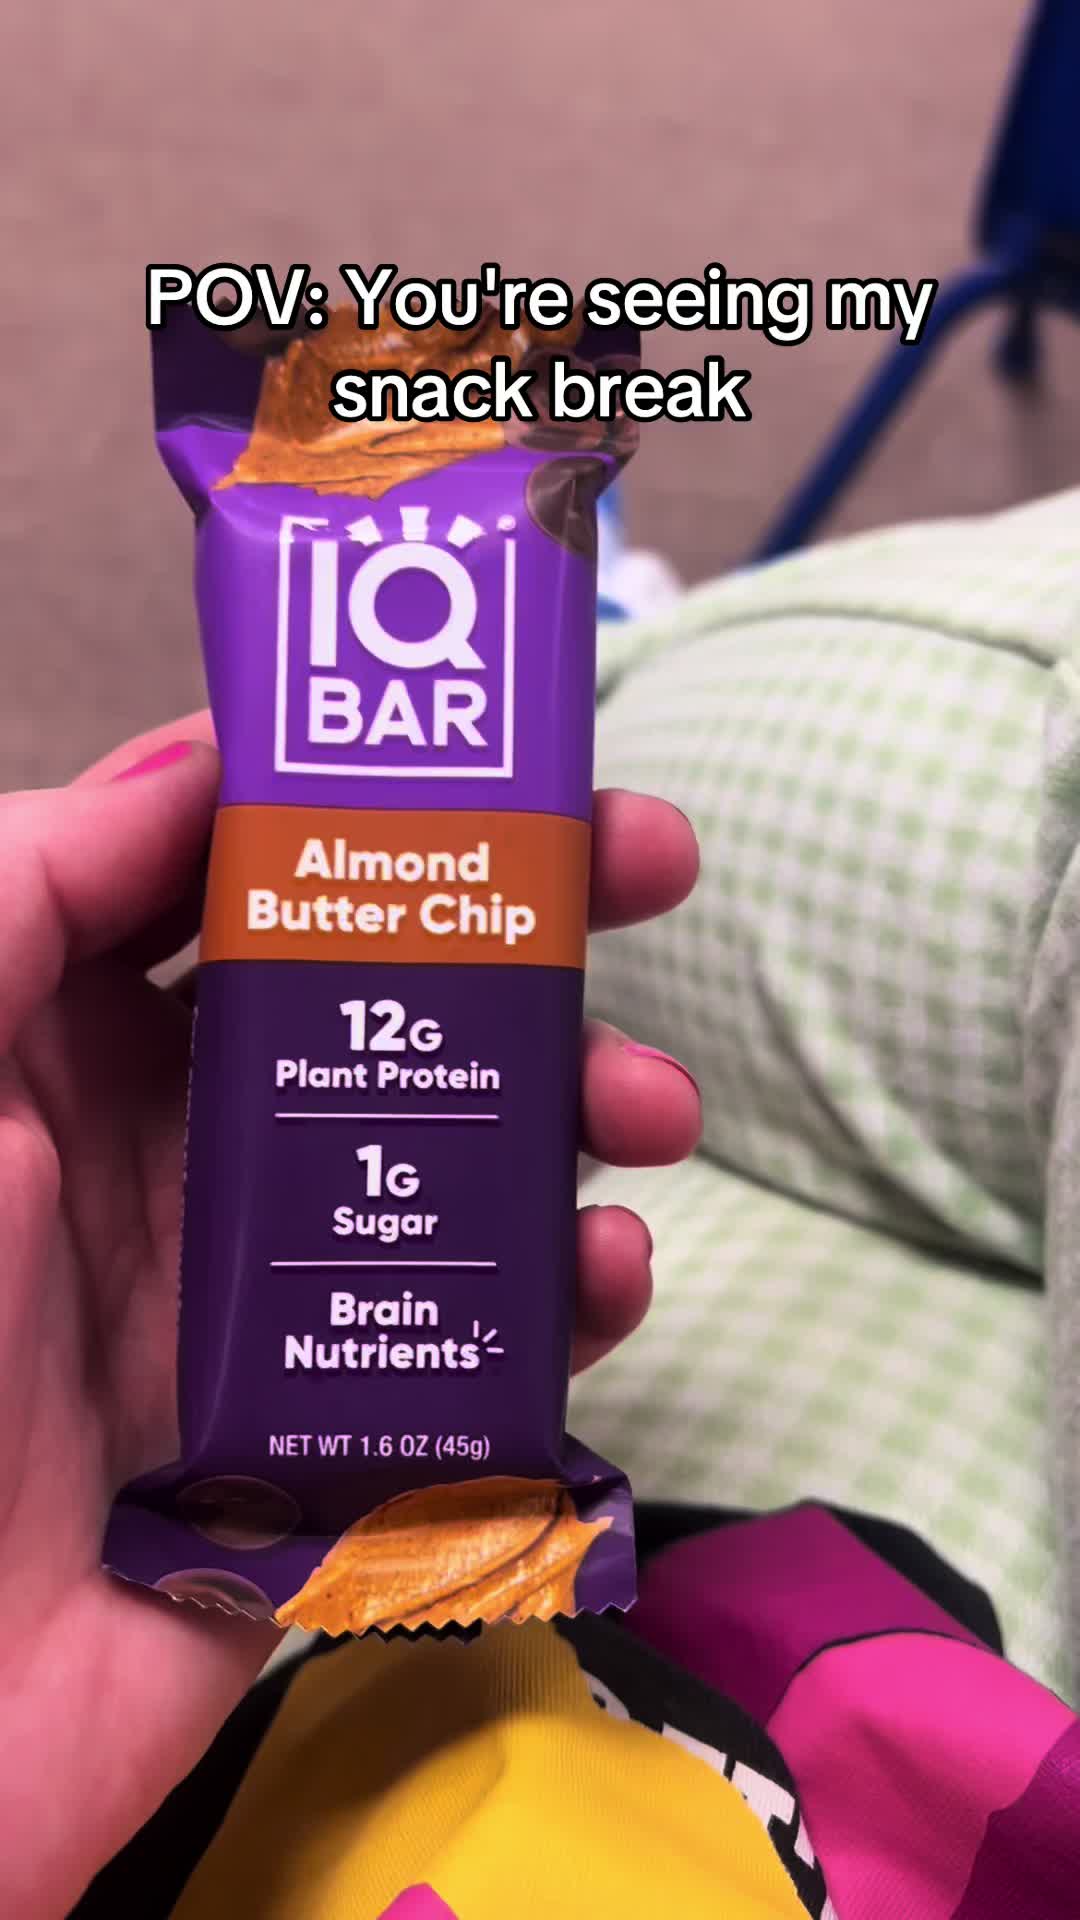 POV: You're seeing my
snack break
IQ
BAR
Almond
Butter Chip
12G
Plant Protein
1G
Sugar
Brain
Nutrients
NET WT 1.6 OZ (45g)